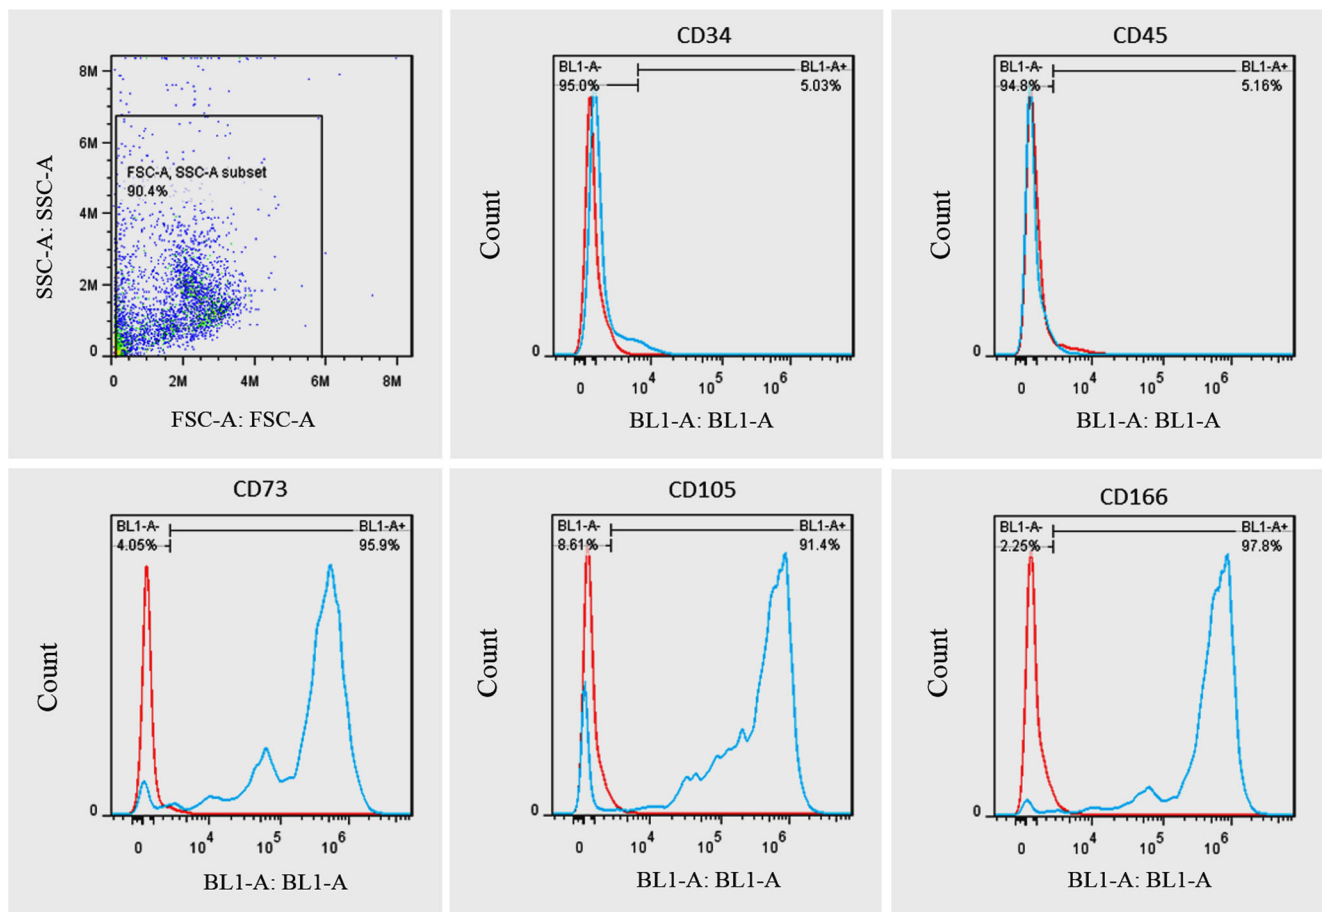 8M
6M
4M
2M
0
SSC-A: SSC-A
FSC-A, SSC-A subset
90.4%
0 2M 4M 6M 8M
FSC-A: FSC-A
CD34
BL1-A- BL1-A+
95.0% 5.03%
Count
0
0 10^4 10^5 10^6
BL1-A: BL1-A
CD45
BL1-A- BL1-A+
94.8% 5.16%
Count
0
0 10^4 10^5 10^6
BL1-A: BL1-A
CD73
BL1-A- BL1-A+
4.05% 95.9%
Count
0
0 10^4 10^5 10^6
BL1-A: BL1-A
CD105
BL1-A- BL1-A+
8.61% 91.4%
Count
0
0 10^4 10^5 10^6
BL1-A: BL1-A
CD166
BL1-A- BL1-A+
2.25% 97.8%
Count
0
0 10^4 10^5 10^6
BL1-A: BL1-A